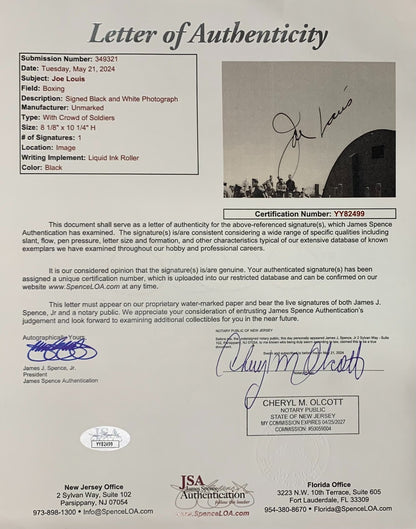 Letter of Authenticity
Submission Number: 349321
Date: Tuesday, May 21, 2024
Subject: Joe Louis
Field: Boxing
Description: Signed Black and White Photograph
Manufacturer: Unmarked
Type: With Crowd of Soldiers
Size: 8 1/8" x 10 1/4" H
# of Signatures: 1
Location: Image
Writing Implement: Liquid Ink Roller
Color: Black
Joe Louis
Certification Number: YY82499
This document shall serve as a letter of authenticity for the above-referenced signature(s), which James Spence
Authentication has examined. The signature(s) is/are consistent considering a wide range of specific qualities including
slant, flow, pen pressure, letter size and formation, and other characteristics typical of our extensive database of known
exemplars we have examined throughout our hobby and professional careers.
It is our considered opinion that the signature(s) is/are genuine. Your authenticated signature(s) has been
assigned a unique certification number, which is uploaded into our restricted database and can be confirmed on our
website www.SpenceLOA.com at any time.
This letter must appear on our proprietary water-marked paper and bear the live signatures of both James J.
Spence, Jr and a notary public. We appreciate your consideration of entrusting James Spence Authentication's
judgement and look forward to examining additional collectibles for you in the near future.
Autographically Yours,
James J. Spence, Jr.
President
James Spence Authentication
NOTARY PUBLIC OF NEW JERSEY
Cheryl M Olcott
CHERYL M. OLCOTT
NOTARY PUBLIC
STATE OF NEW JERSEY
MY COMMISSION EXPIRES 04/25/2027
COMMISSION: #50059004
JSA
YY82499
New Jersey Office
2 Sylvan Way, Suite 102
Parsippany, NJ 07054
973-898-1300 • Info@SpenceLOA.com
JSA
James Spence
Authentication
www.SpenceLOA.com
Florida Office
3223 N.W. 10th Terrace, Suite 605
Fort Lauderdale, FL 33309
954-380-8670 • Florida@SpenceLOA.com